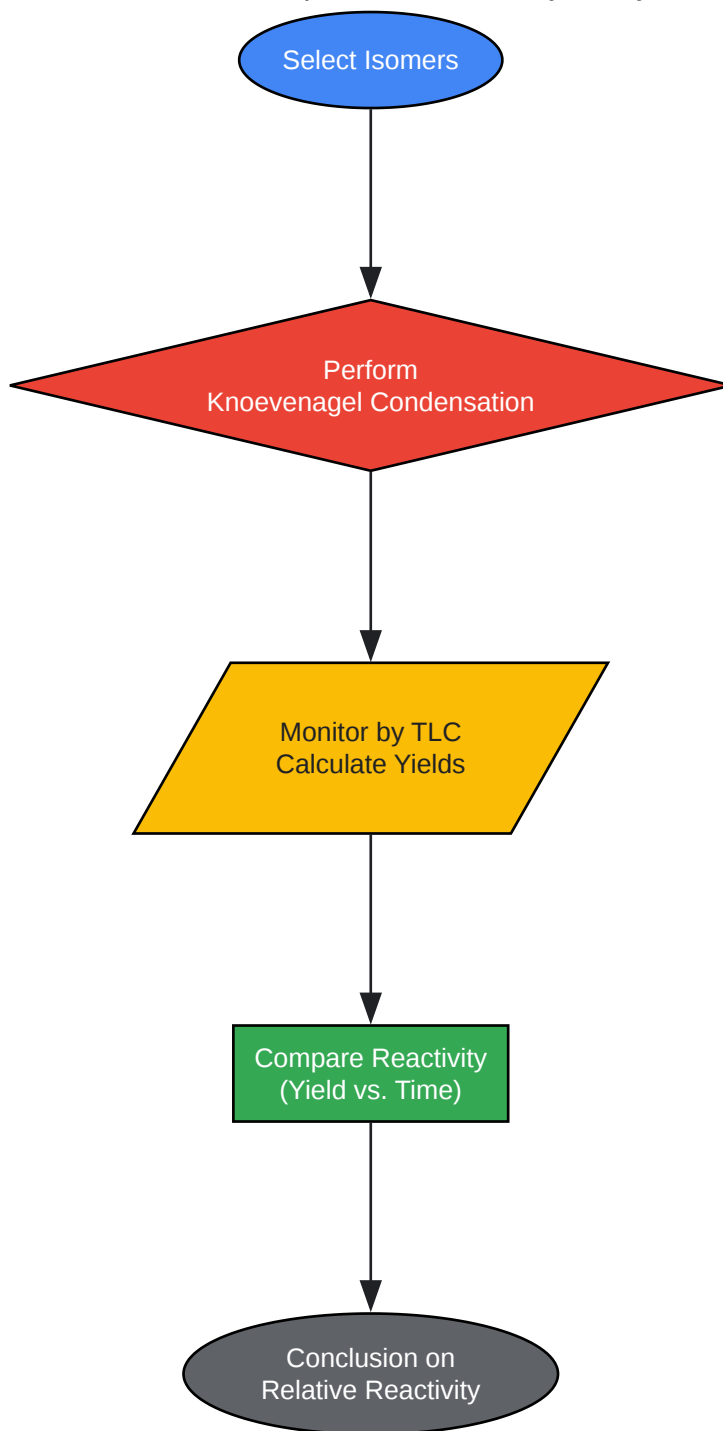 Select Isomers
Perform
Knoevenagel Condensation
Monitor by TLC
Calculate Yields
Compare Reactivity
(Yield vs. Time)
Conclusion on
Relative Reactivity